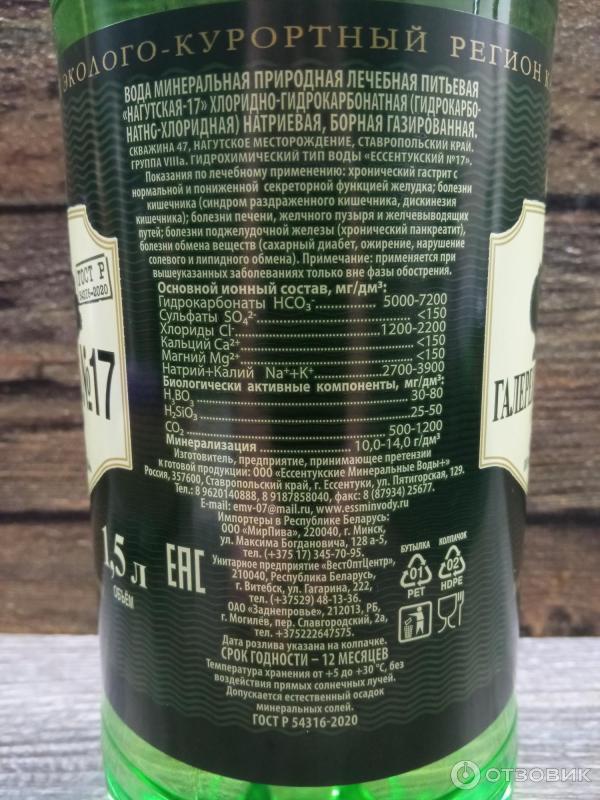 ЭКОЛОГО-КУРОРТНЫЙ РЕГИОН
ВОДА МИНЕРАЛЬНАЯ ПРИРОДНАЯ ЛЕЧЕБНАЯ ПИТЬЕВАЯ
«НАГУТСКАЯ-17» ХЛОРИДНО-ГИДРОКАРБОНАТНАЯ (ГИДРОКАРБО-
НАТНО-ХЛОРИДНАЯ) НАТРИЕВАЯ, БОРНАЯ ГАЗИРОВАННАЯ.
СКВАЖИНА 47, НАГУТСКОЕ МЕСТОРОЖДЕНИЕ, СТАВРОПОЛЬСКИЙ КРАЙ.
ГРУППА VIIIа. ГИДРОХИМИЧЕСКИЙ ТИП ВОДЫ «ЕССЕНТУКСКИЙ №17».
Показания по лечебному применению: хронический гастрит с
нормальной и пониженной секреторной функцией желудка; болезни
кишечника (синдром раздраженного кишечника, дискинезия
кишечника); болезни печени, желчного пузыря и желчевыводящих
путей; болезни поджелудочной железы (хронический панкреатит),
болезни обмена веществ (сахарный диабет, ожирение, нарушение
солевого и липидного обмена). Примечание: применяется при
вышеуказанных заболеваниях только вне фазы обострения.
Основной ионный состав, мг/дм³:
Гидрокарбонаты HCO₃⁻ 5000-7200
Сульфаты SO₄²⁻ <150
Хлориды Cl⁻ 1200-2200
Кальций Ca²⁺ <150
Магний Mg²⁺ <150
Натрий+Калий Na⁺+K⁺ 2700-3900
Биологически активные компоненты, мг/дм³:
H₃BO₃ 30-80
H₂SiO₃ 25-50
CO₂ 500-1200
Минерализация 10,0-14,0 г/дм³
Изготовитель, предприятие, принимающее претензии
к готовой продукции: ООО «Ессентукские Минеральные Воды+»
Россия, 357600, Ставропольский край, г. Ессентуки, ул. Пятигорская, 129.
Тел.: 8 9620140888, 8 9187858040, факс: 8 (87934) 25677.
E-mail: emv-07@mail.ru, www.essminvody.ru
Импортеры в Республике Беларусь:
ООО «МирПива», 220040, г. Минск,
ул. Максима Богдановича, 128 а-5,
тел. (+375 17) 345-70-95.
Унитарное предприятие «ВестОптЦентр»,
210040, Республика Беларусь,
г. Витебск, ул. Гагарина, 222,
тел. (+37529) 48-13-36.
ОАО «Заднепровье», 212013, РБ,
г. Могилёв, пер. Славгородский, 2а,
тел. +375222647575.
Дата розлива указана на колпачке.
СРОК ГОДНОСТИ – 12 МЕСЯЦЕВ
Температура хранения от +5 до +30 °С, без
воздействия прямых солнечных лучей.
Допускается естественный осадок
минеральных солей.
ГОСТ Р 54316-2020
ГОСТ Р
54316-2020
№17
1,5 л
ОБЪЁМ
EAC
БУТЫЛКА
КОЛПАЧОК
01
PET
02
HDPE
ГАЛЕРЕ
ОТЗОВИК